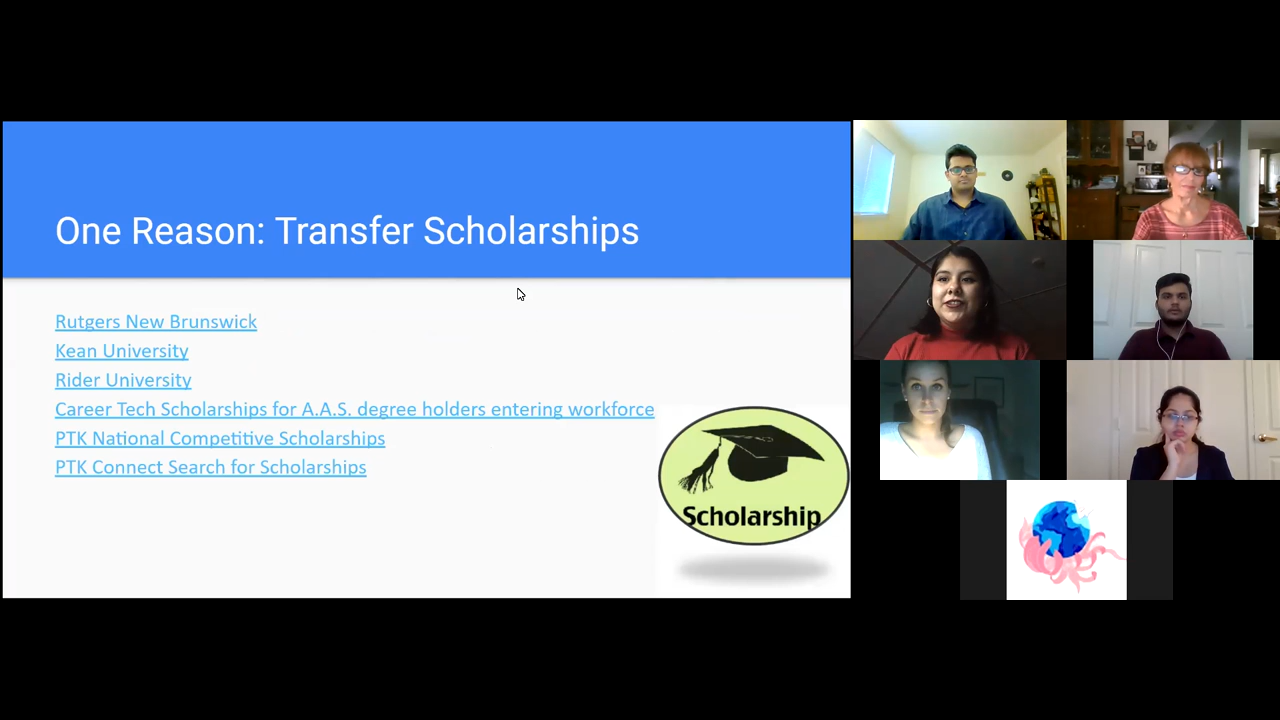 One Reason: Transfer Scholarships
Rutgers New Brunswick
Kean University
Rider University
Career Tech Scholarships for A.A.S. degree holders entering workforce
PTK National Competitive Scholarships
PTK Connect Search for Scholarships
Scholarship